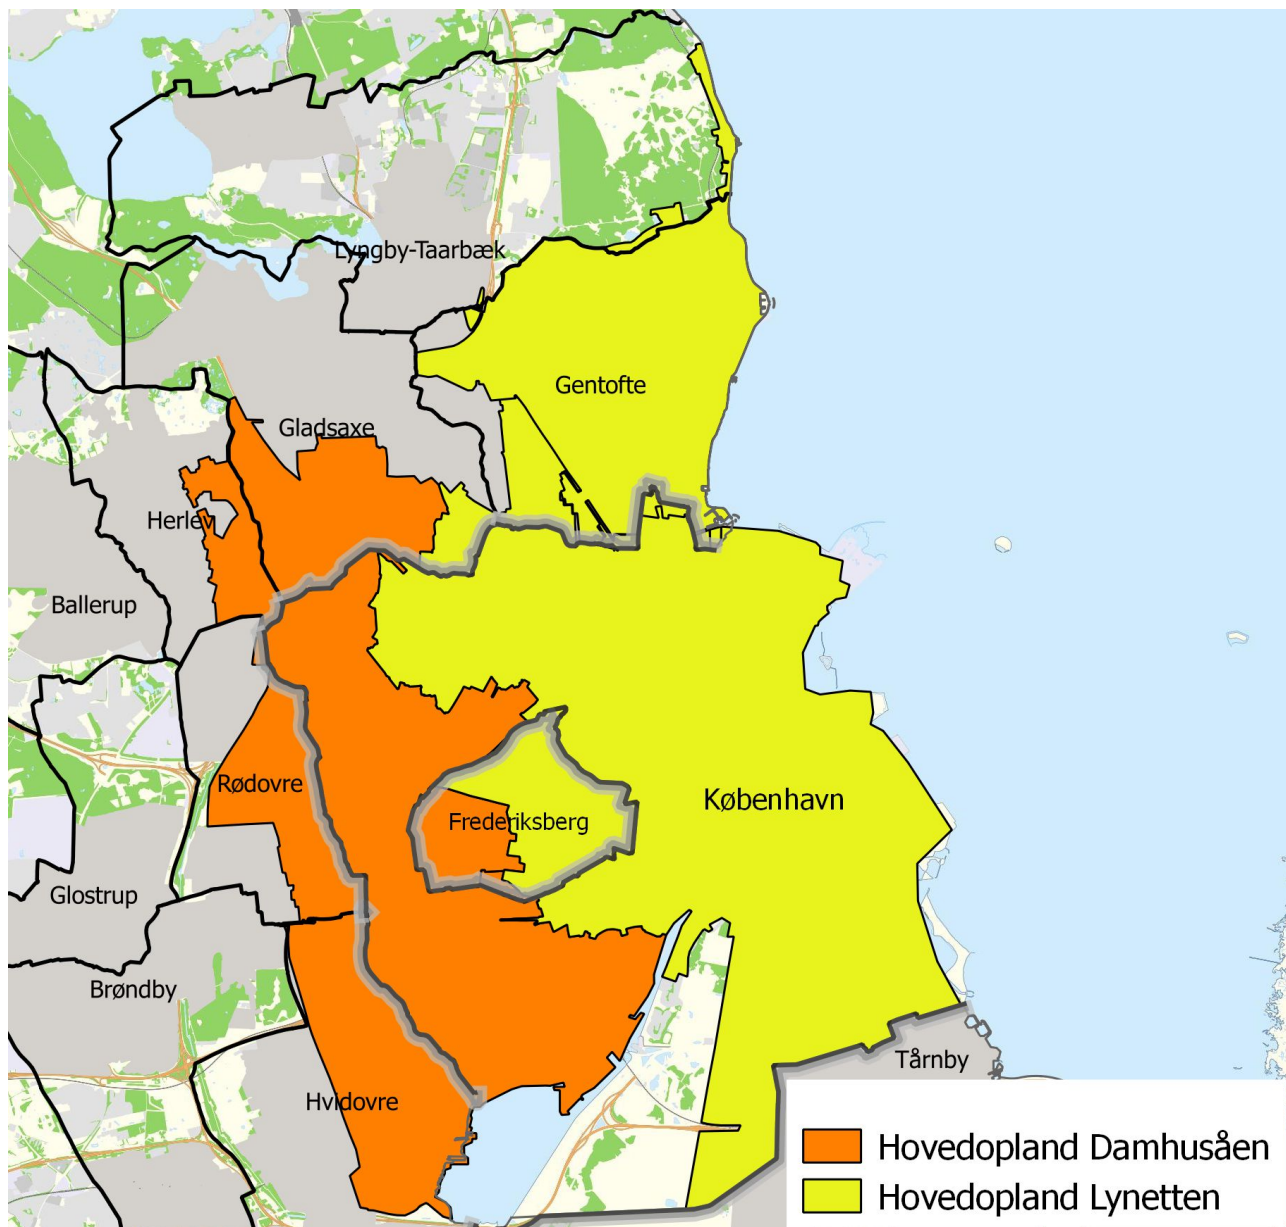 Lyngby-Taarbæk
Gentofte
Gladsaxe
Herlev
Ballerup
Rødovre
København
Frederiksberg
Glostrup
Brøndby
Tårnby
Hvidovre
Hovedopland Damhusåen
Hovedopland Lynetten